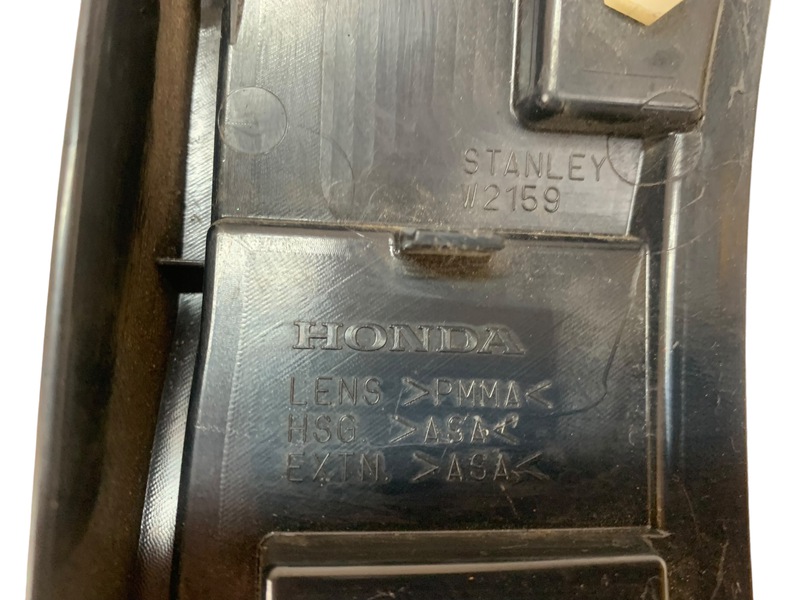 STANLEY
W2159
HONDA
LENS >PMMA<
HSG. >ASA<
EXTN. >ASA<